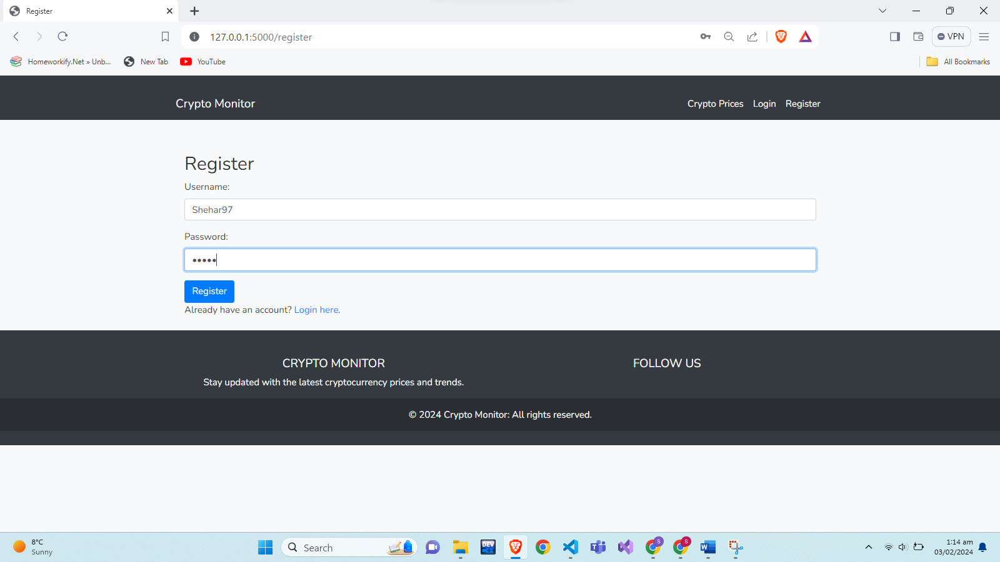 Register
127.0.0.1:5000/register
VPN
Homeworkify.Net » Unb...
New Tab
YouTube
All Bookmarks
Crypto Monitor
Crypto Prices
Login
Register
Register
Username:
Shehar97
Password:
•••••
Register
Already have an account? Login here.
CRYPTO MONITOR
FOLLOW US
Stay updated with the latest cryptocurrency prices and trends.
© 2024 Crypto Monitor: All rights reserved.
8°C
Sunny
Search
DEV
S
S
1:14 am
03/02/2024